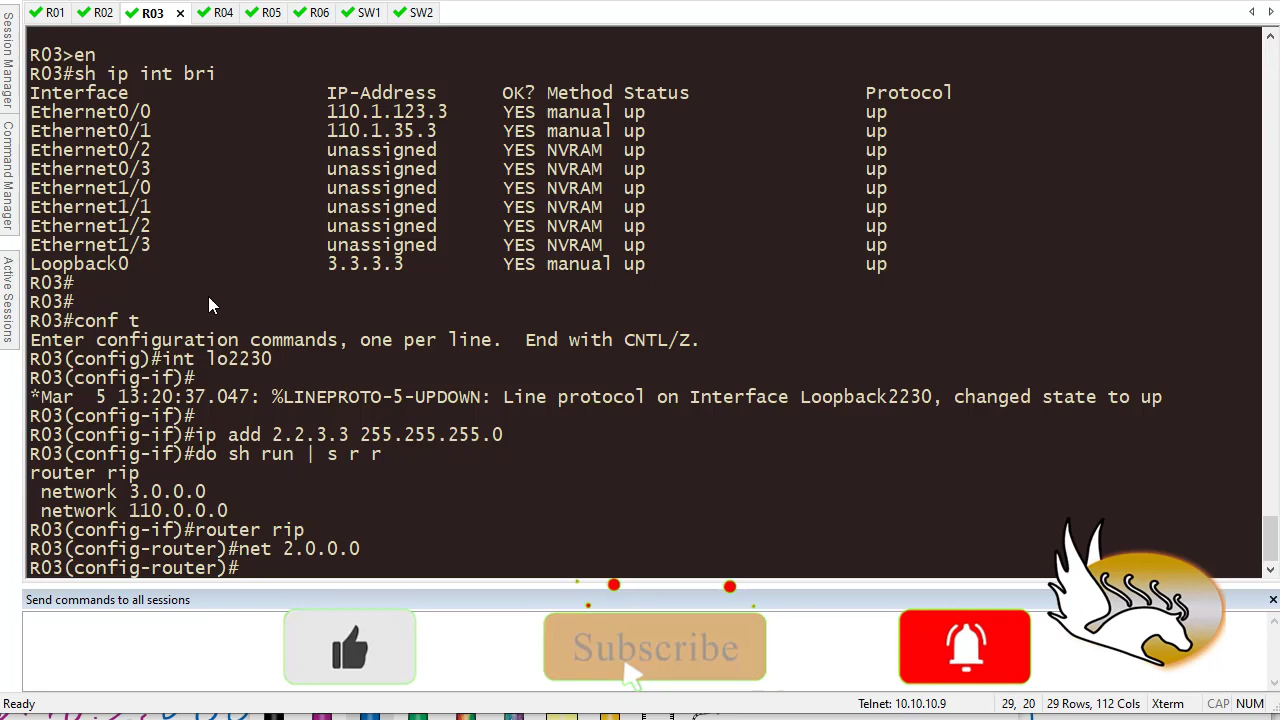 R01 R02 R03 R04 R05 R06 SW1 SW2
Session Manager
Command Manager
Active Sessions
R03>en
R03#sh ip int bri
Interface IP-Address OK? Method Status Protocol
Ethernet0/0 110.1.123.3 YES manual up up
Ethernet0/1 110.1.35.3 YES manual up up
Ethernet0/2 unassigned YES NVRAM up up
Ethernet0/3 unassigned YES NVRAM up up
Ethernet1/0 unassigned YES NVRAM up up
Ethernet1/1 unassigned YES NVRAM up up
Ethernet1/2 unassigned YES NVRAM up up
Ethernet1/3 unassigned YES NVRAM up up
Loopback0 3.3.3.3 YES manual up up
R03#
R03#
R03#conf t
Enter configuration commands, one per line. End with CNTL/Z.
R03(config)#int lo2230
R03(config-if)#
*Mar 5 13:20:37.047: %LINEPROTO-5-UPDOWN: Line protocol on Interface Loopback2230, changed state to up
R03(config-if)#
R03(config-if)#ip add 2.2.3.3 255.255.255.0
R03(config-if)#do sh run | s r r
router rip
network 3.0.0.0
network 110.0.0.0
R03(config-if)#router rip
R03(config-router)#net 2.0.0.0
R03(config-router)#
Send commands to all sessions
Subscribe
Ready Telnet: 10.10.10.9 29, 20 29 Rows, 112 Cols Xterm CAP NUM